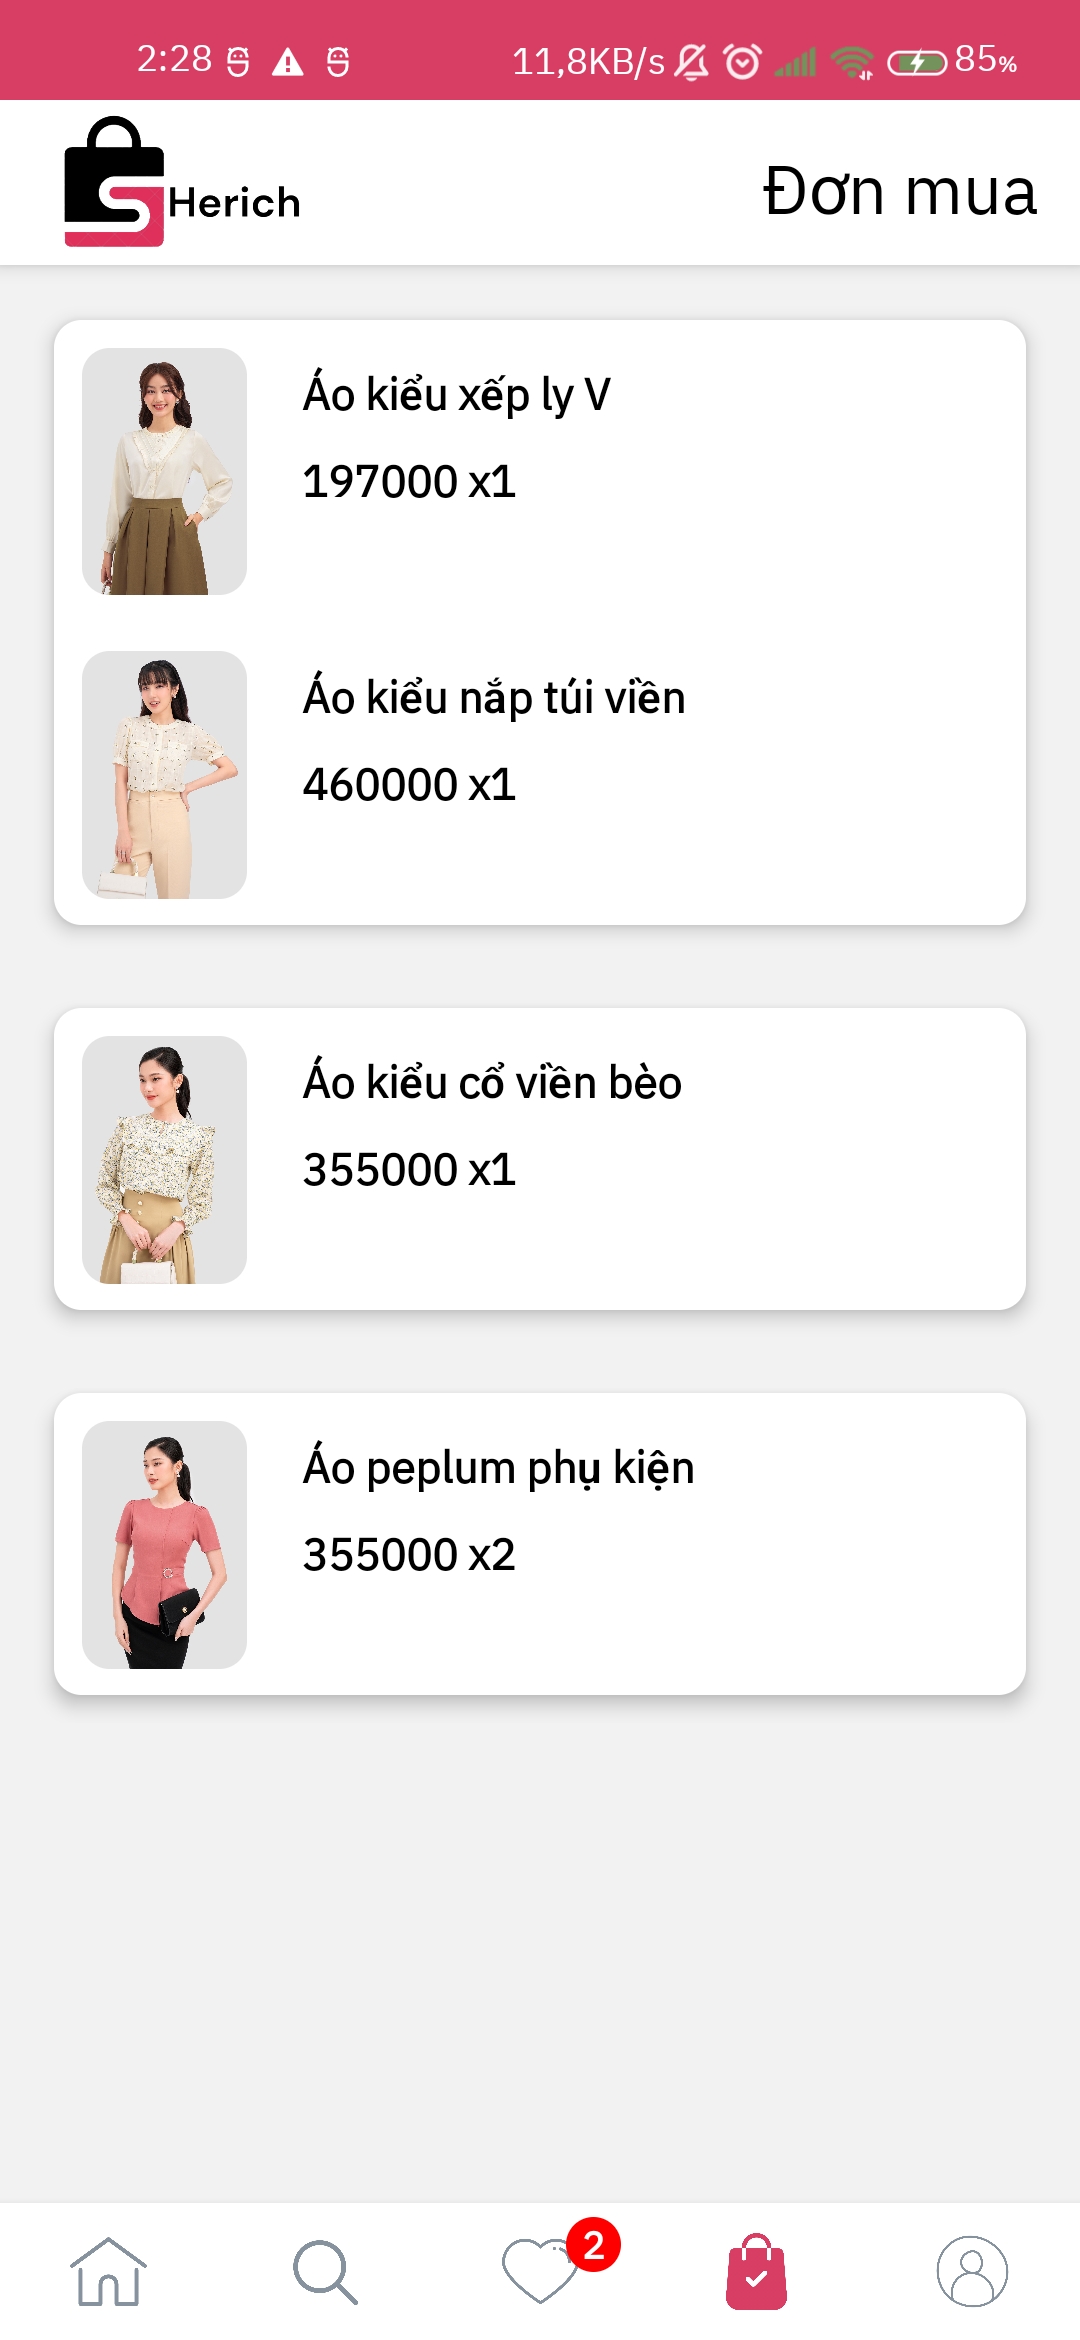 2:28 11,8KB/s 85%
Herich
Đơn mua
Áo kiểu xếp ly V
197000 x1
Áo kiểu nắp túi viền
460000 x1
Áo kiểu cổ viền bèo
355000 x1
Áo peplum phụ kiện
355000 x2
2